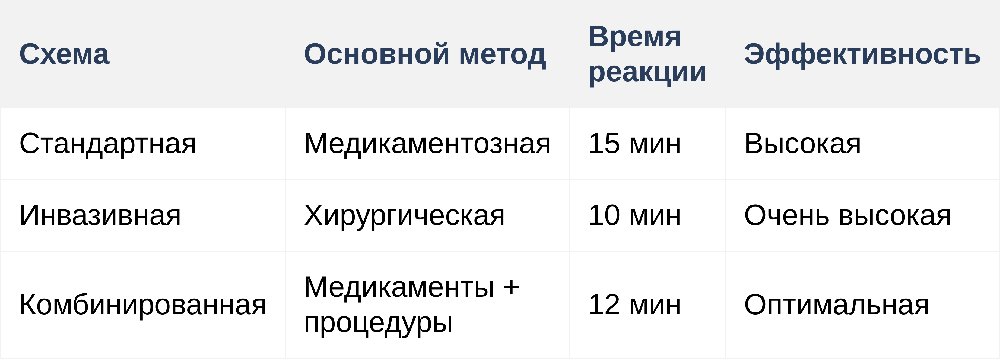 Схема
Основной метод
Время
реакции
Эффективность
Стандартная
Медикаментозная
15 мин
Высокая
Инвазивная
Хирургическая
10 мин
Очень высокая
Комбинированная
Медикаменты +
процедуры
12 мин
Оптимальная